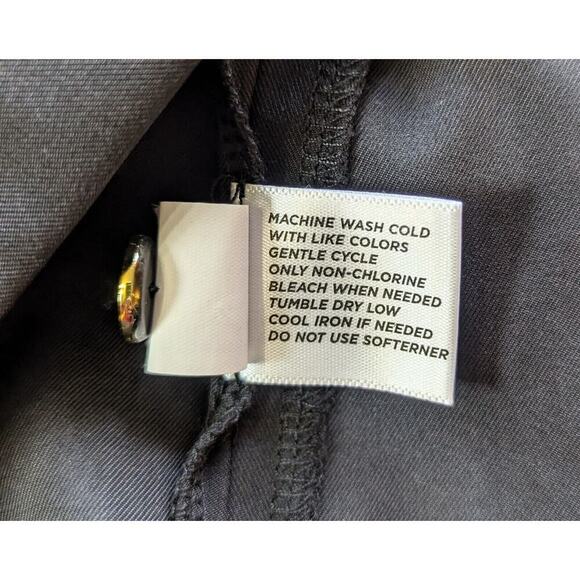 MACHINE WASH COLD
WITH LIKE COLORS
GENTLE CYCLE
ONLY NON-CHLORINE
BLEACH WHEN NEEDED
TUMBLE DRY LOW
COOL IRON IF NEEDED
DO NOT USE SOFTERNER